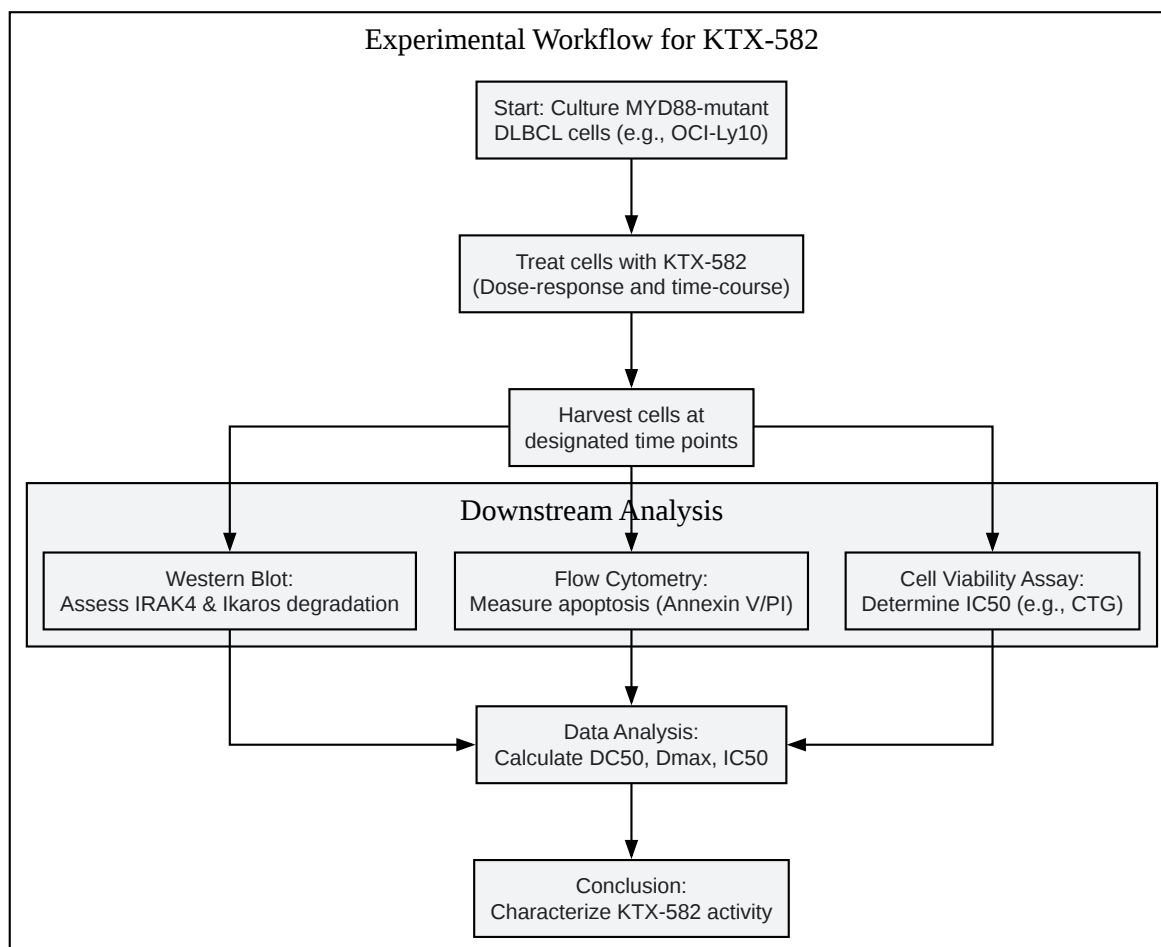 Experimental Workflow for KTX-582
Start: Culture MYD88-mutant
DLBCL cells (e.g., OCI-Ly10)
Treat cells with KTX-582
(Dose-response and time-course)
Harvest cells at
designated time points
Downstream Analysis
Western Blot:
Assess IRAK4 & Ikaros degradation
Flow Cytometry:
Measure apoptosis (Annexin V/PI)
Cell Viability Assay:
Determine IC50 (e.g., CTG)
Data Analysis:
Calculate DC50, Dmax, IC50
Conclusion:
Characterize KTX-582 activity